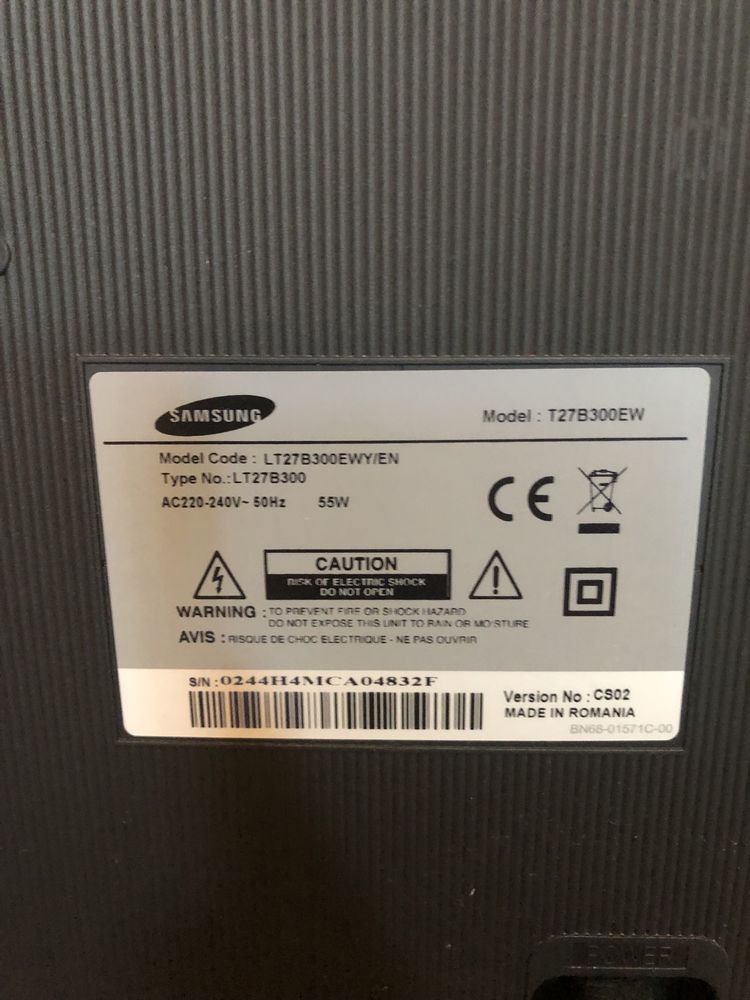 SAMSUNG
Model : T27B300EW
Model Code : LT27B300EWY/EN
Type No.:LT27B300
AC220-240V~ 50Hz 55W
CE
CAUTION
RISK OF ELECTRIC SHOCK
DO NOT OPEN
WARNING : TO PREVENT FIRE OR SHOCK HAZARD
DO NOT EXPOSE THIS UNIT TO RAIN OR MOISTURE
AVIS : RISQUE DE CHOC ELECTRIQUE - NE PAS OUVRIR
S/N : 0244H4MCA04832F
Version No : CS02
MADE IN ROMANIA
BN68-01571C-00
POWER